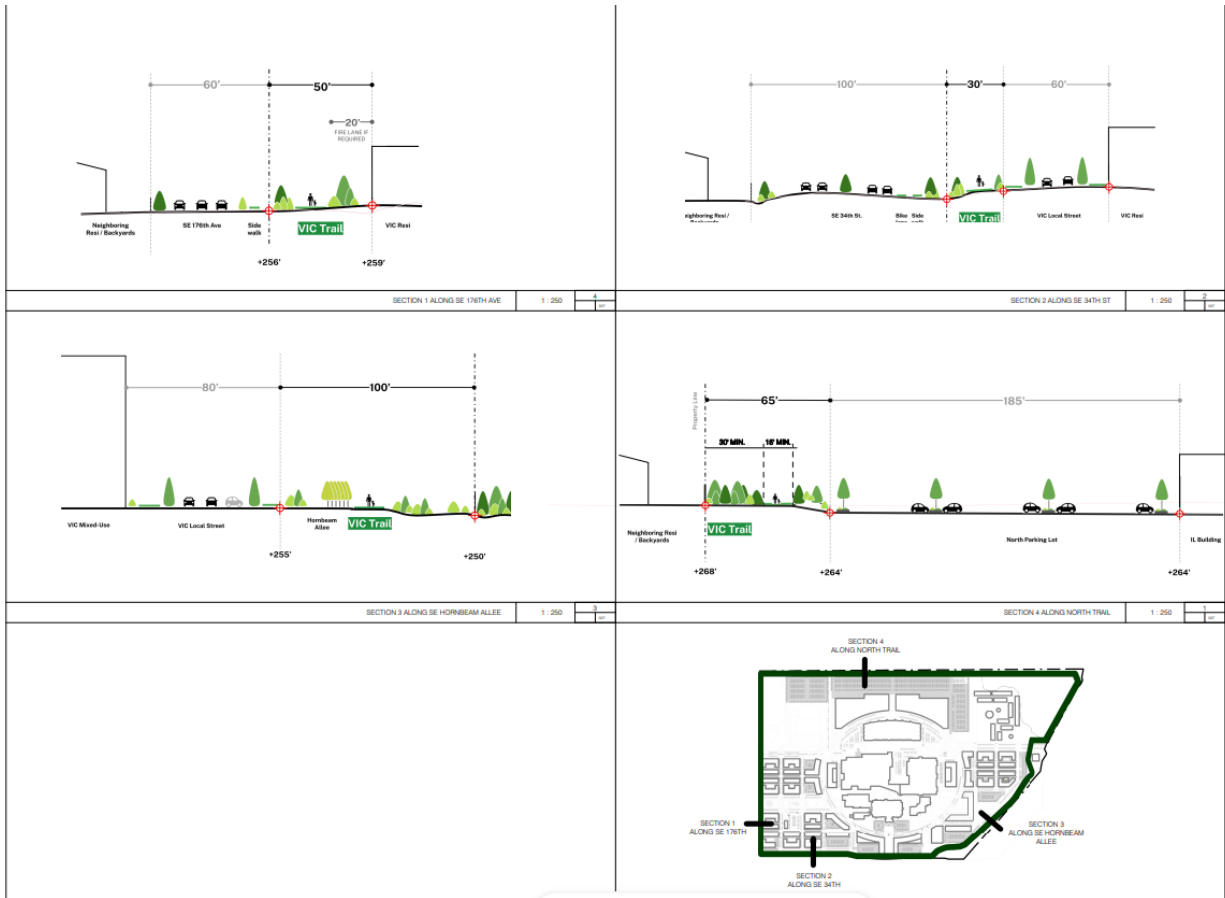 60'
50'
20'
FIRE LANE IF
REQUIRED
Neighboring
Resi / Backyards
SE 176th Ave
Side
walk
VIC Trail
VIC Resi
+256'
+259'
SECTION 1 ALONG SE 176TH AVE
1 : 250
4
100'
30'
60'
eighboring Resi /
SE 34th St.
Bike
Side
VIC Trail
VIC Local Street
VIC Resi
SECTION 2 ALONG SE 34TH ST
1 : 250
2
80'
100'
VIC Mixed-Use
VIC Local Street
Hornbeam
Allee
VIC Trail
+255'
+250'
SECTION 3 ALONG SE HORNBEAM ALLEE
1 : 250
3
Property Line
65'
185'
30' MIN.
Neighboring Resi
/ Backyards
VIC Trail
North Parking Lot
IL Building
+268'
+264'
+264'
SECTION 4 ALONG NORTH TRAIL
1 : 250
1
SECTION 4
ALONG NORTH TRAIL
SECTION 1
ALONG SE 176TH
SECTION 3
ALONG SE HORNBEAM
ALLEE
SECTION 2
ALONG SE 34TH